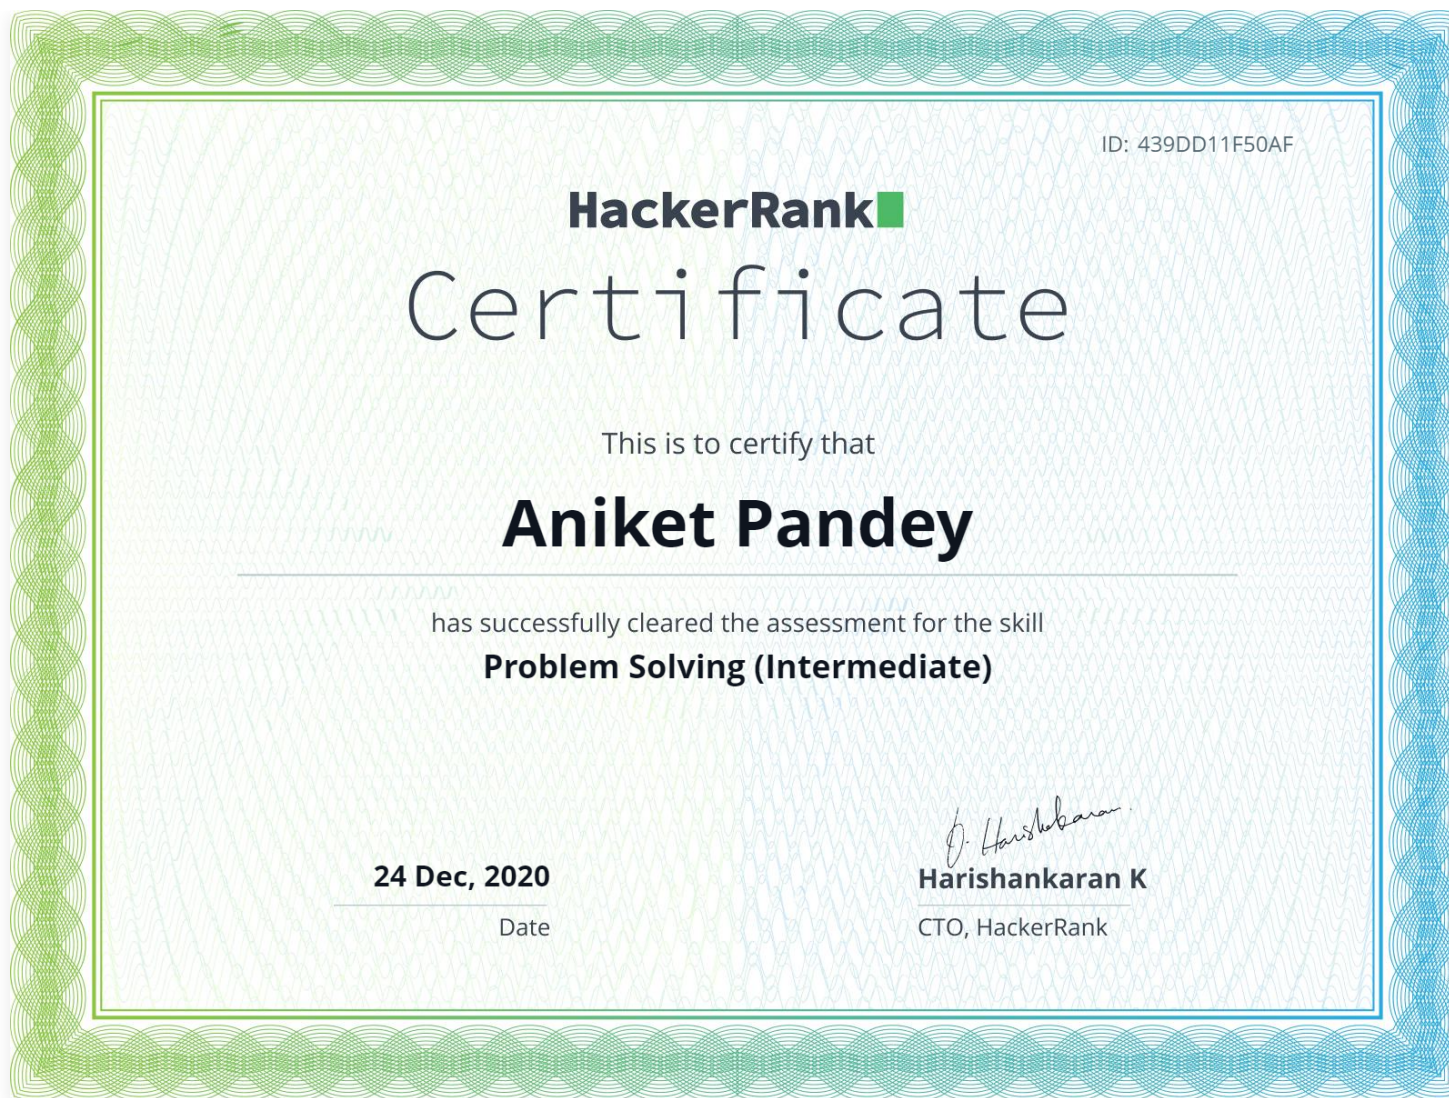 ID: 439DD11F50AF
HackerRank
Certificate
This is to certify that
Aniket Pandey
has successfully cleared the assessment for the skill
Problem Solving (Intermediate)
24 Dec, 2020
Date
Harishankaran K
CTO, HackerRank